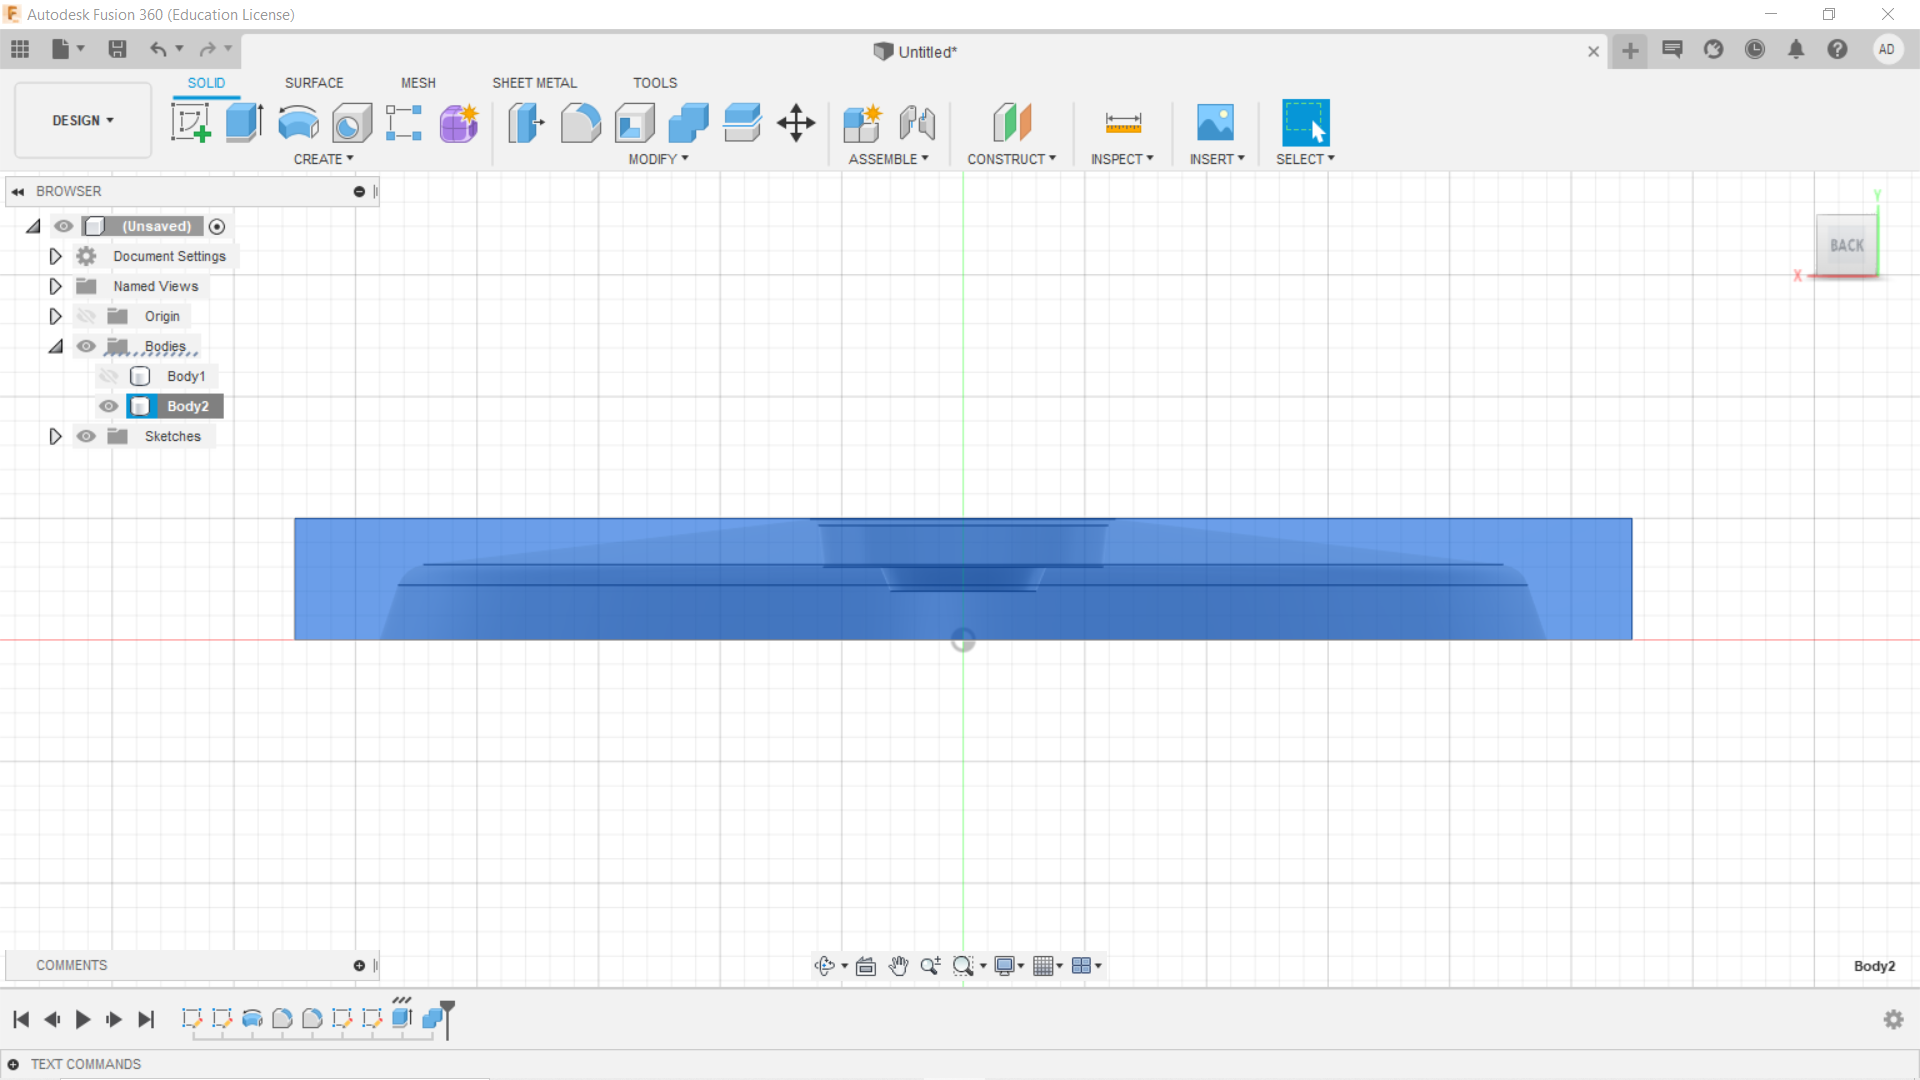 Autodesk Fusion 360 (Education License)
Untitled*
AD
DESIGN
SOLID SURFACE MESH SHEET METAL TOOLS
CREATE MODIFY ASSEMBLE CONSTRUCT INSPECT INSERT SELECT
BROWSER
(Unsaved)
Document Settings
Named Views
Origin
Bodies
Body1
Body2
Sketches
Y
BACK
X
COMMENTS
Body2
TEXT COMMANDS